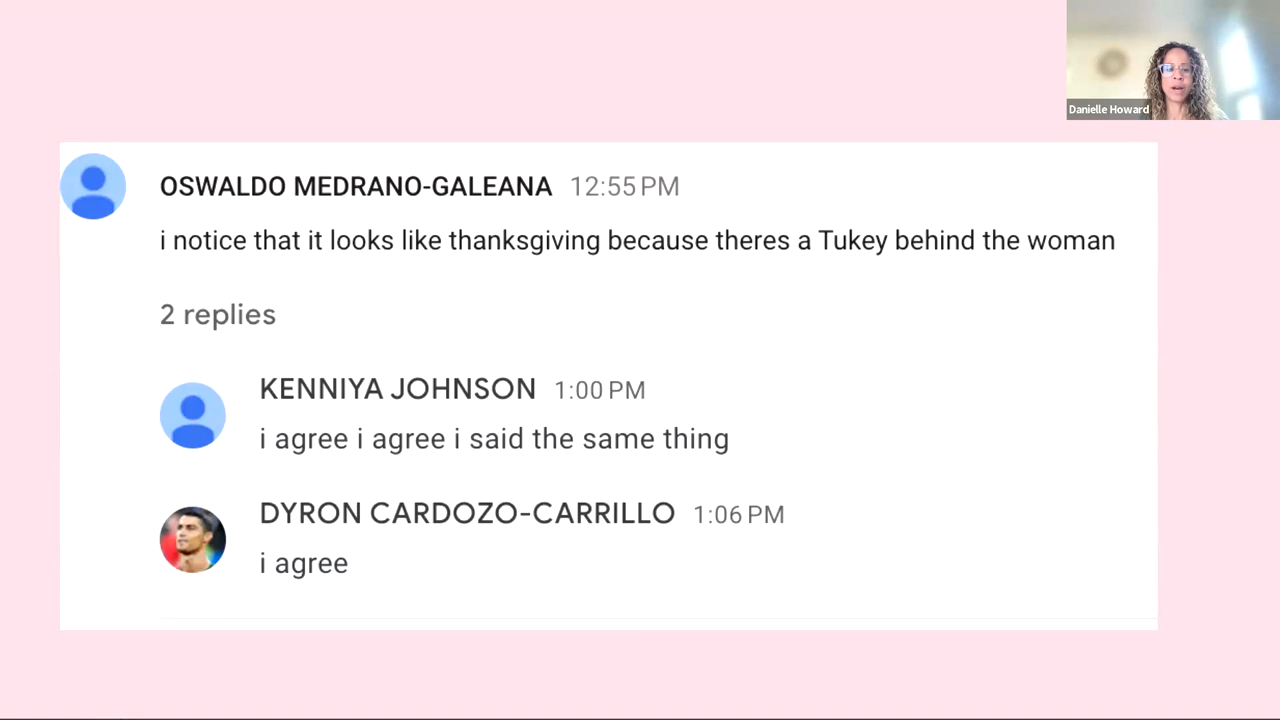 Danielle Howard
OSWALDO MEDRANO-GALEANA 12:55 PM
i notice that it looks like thanksgiving because theres a Tukey behind the woman
2 replies
KENNIYA JOHNSON 1:00 PM
i agree i agree i said the same thing
DYRON CARDOZO-CARRILLO 1:06 PM
i agree